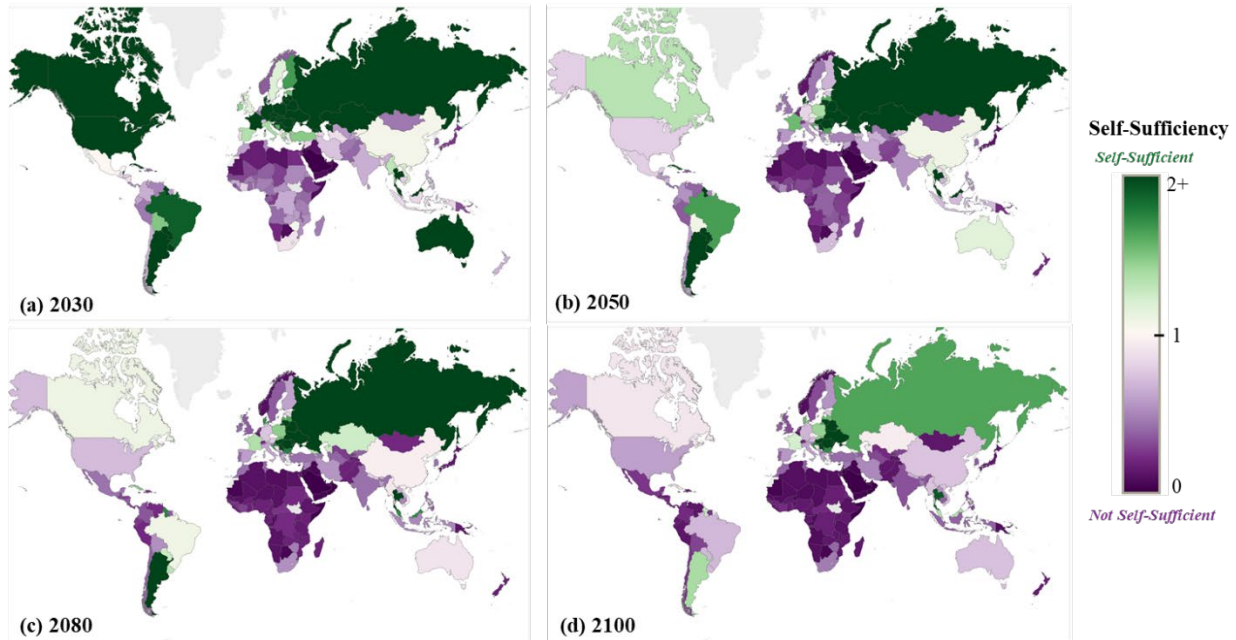 Self-Sufficiency
Self-Sufficient
2+
1
0
Not Self-Sufficient
(a) 2030
(b) 2050
(c) 2080
(d) 2100